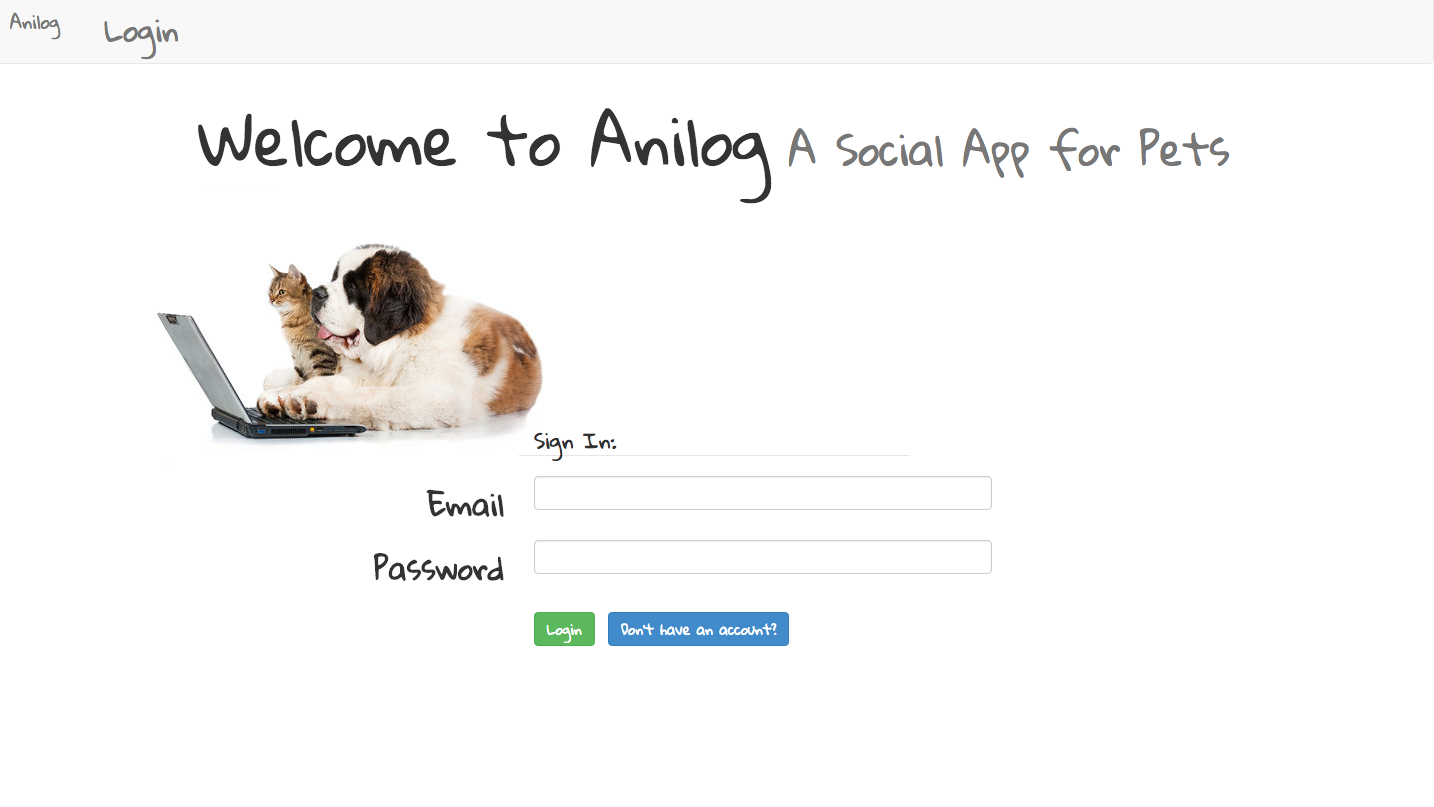 Anilog Login
Welcome to Anilog A Social App for Pets
Sign In:
Email
Password
Login Don't have an account?